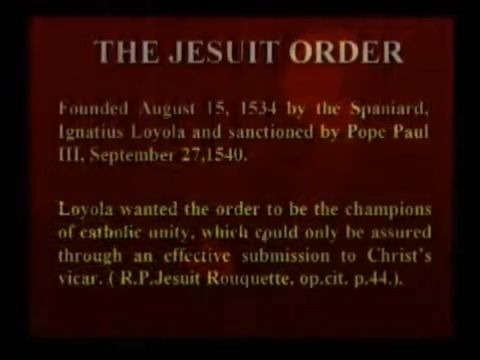 THE JESUIT ORDER
Founded August 15, 1534 by the Spaniard,
Ignatius Loyola and sanctioned by Pope Paul
III, September 27,1540.
Loyola wanted the order to be the champions
of catholic unity, which could only be assured
through an effective submission to Christ's
vicar. ( R.P.Jesuit Rouquette, op.cit. p.44.).